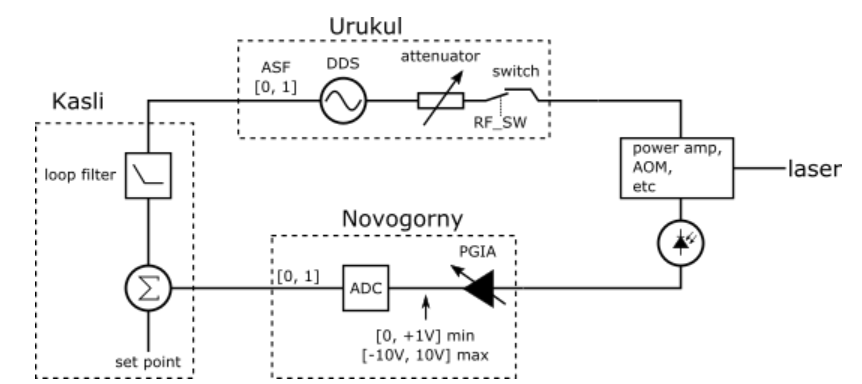 Urukul
ASF
[0, 1]
DDS
attenuator
switch
RF_SW
Kasli
loop filter
Σ
set point
power amp,
AOM,
etc
laser
Novogorny
[0, 1]
ADC
PGIA
[0, +1V] min
[-10V, 10V] max